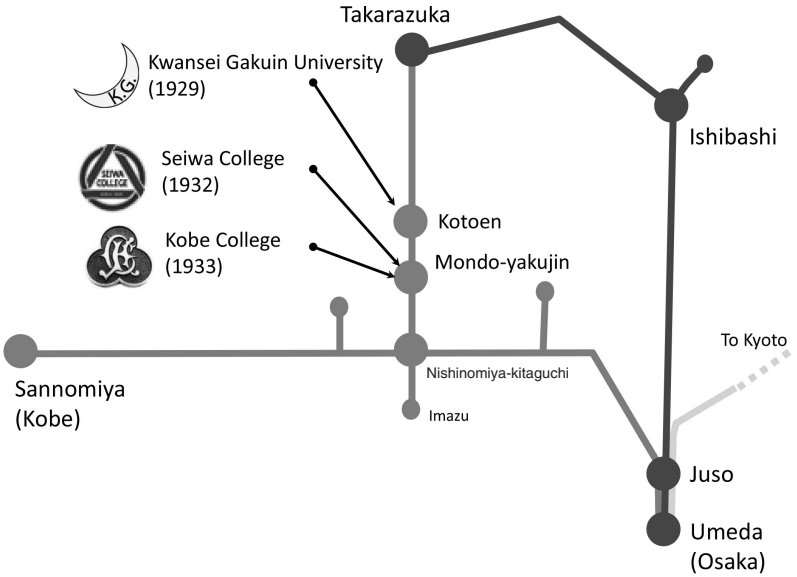 Takarazuka
Kwansei Gakuin University
(1929)
K.G.
Ishibashi
Seiwa College
(1932)
SEIWA
COLLEGE
Kotoen
Kobe College
(1933)
Mondo-yakujin
To Kyoto
Nishinomiya-kitaguchi
Sannomiya
(Kobe)
Imazu
Juso
Umeda
(Osaka)